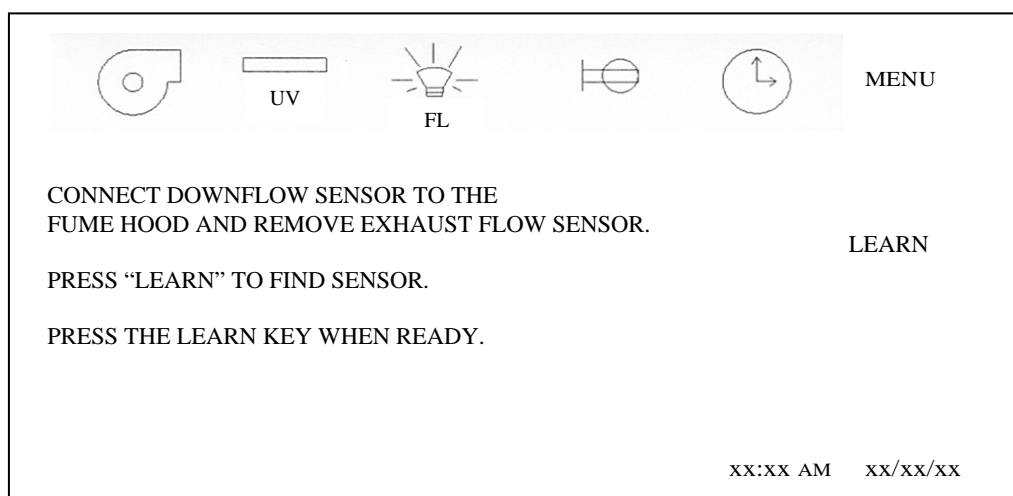 UV
FL
MENU
CONNECT DOWNFLOW SENSOR TO THE
FUME HOOD AND REMOVE EXHAUST FLOW SENSOR.
LEARN
PRESS “LEARN” TO FIND SENSOR.
PRESS THE LEARN KEY WHEN READY.
xx:xx AM xx/xx/xx